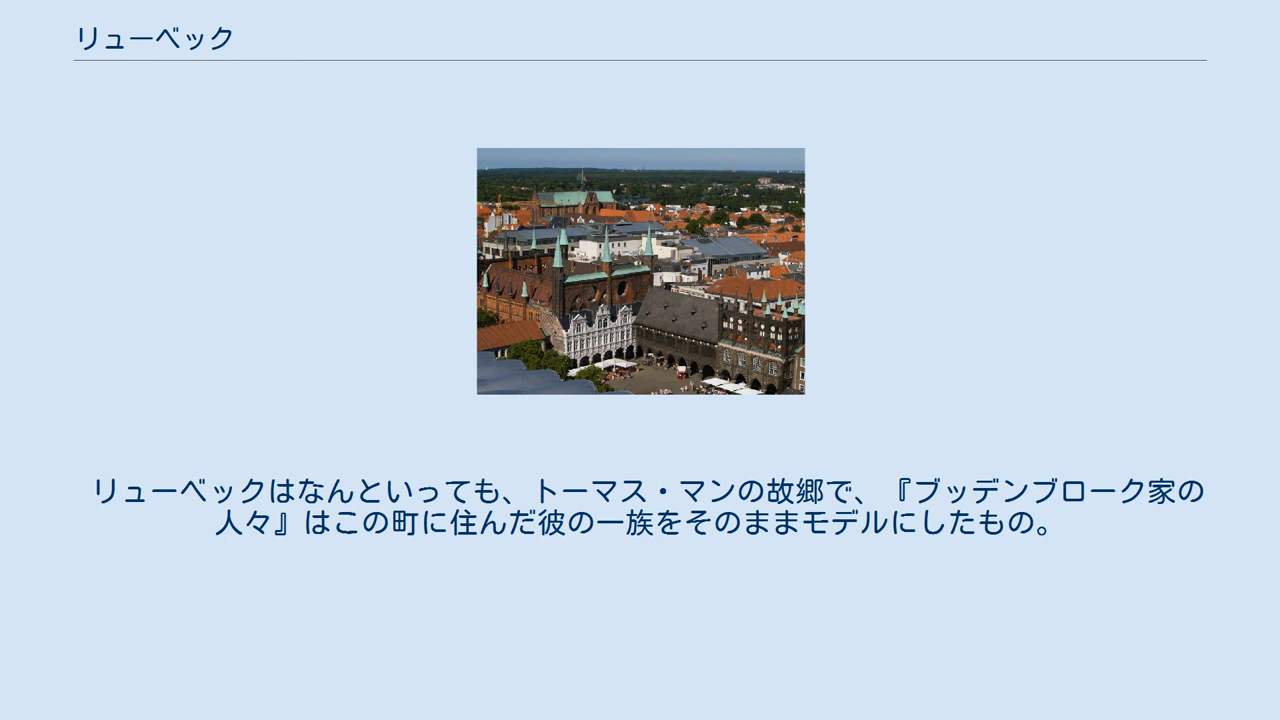 リューベック
リューベックはなんといっても、トーマス・マンの故郷で、『ブッデンブローク家の
人々』はこの町に住んだ彼の一族をそのままモデルにしたもの。